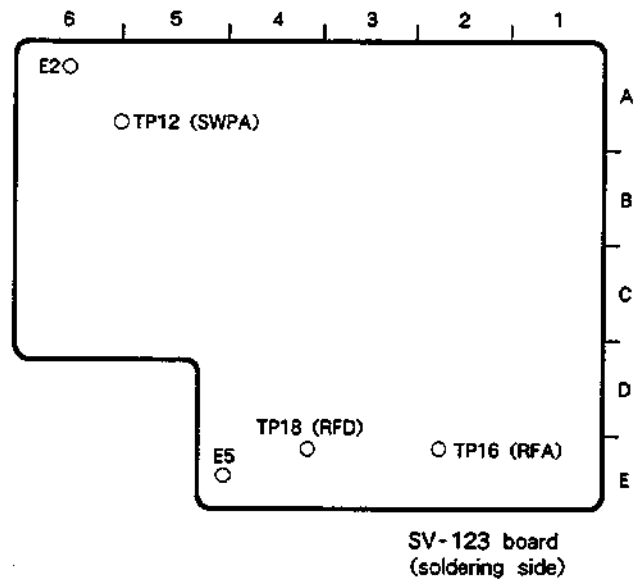 6 5 4 3 2 1
E2
A
TP12 (SWPA)
B
C
D
TP18 (RFD)
E5
TP16 (RFA)
E
SV-123 board
(soldering side)